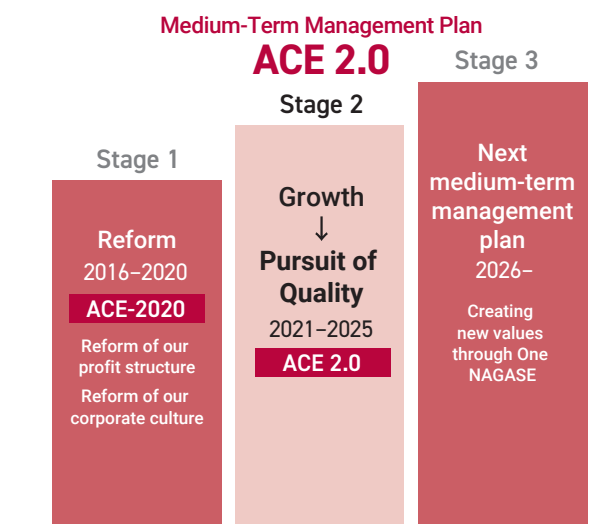 Medium-Term Management Plan
ACE 2.0
Stage 1
Reform
2016–2020
ACE-2020
Reform of our
profit structure
Reform of our
corporate culture
Stage 2
Growth
↓
Pursuit of
Quality
2021–2025
ACE 2.0
Stage 3
Next
medium-term
management
plan
2026–
Creating
new values
through One
NAGASE